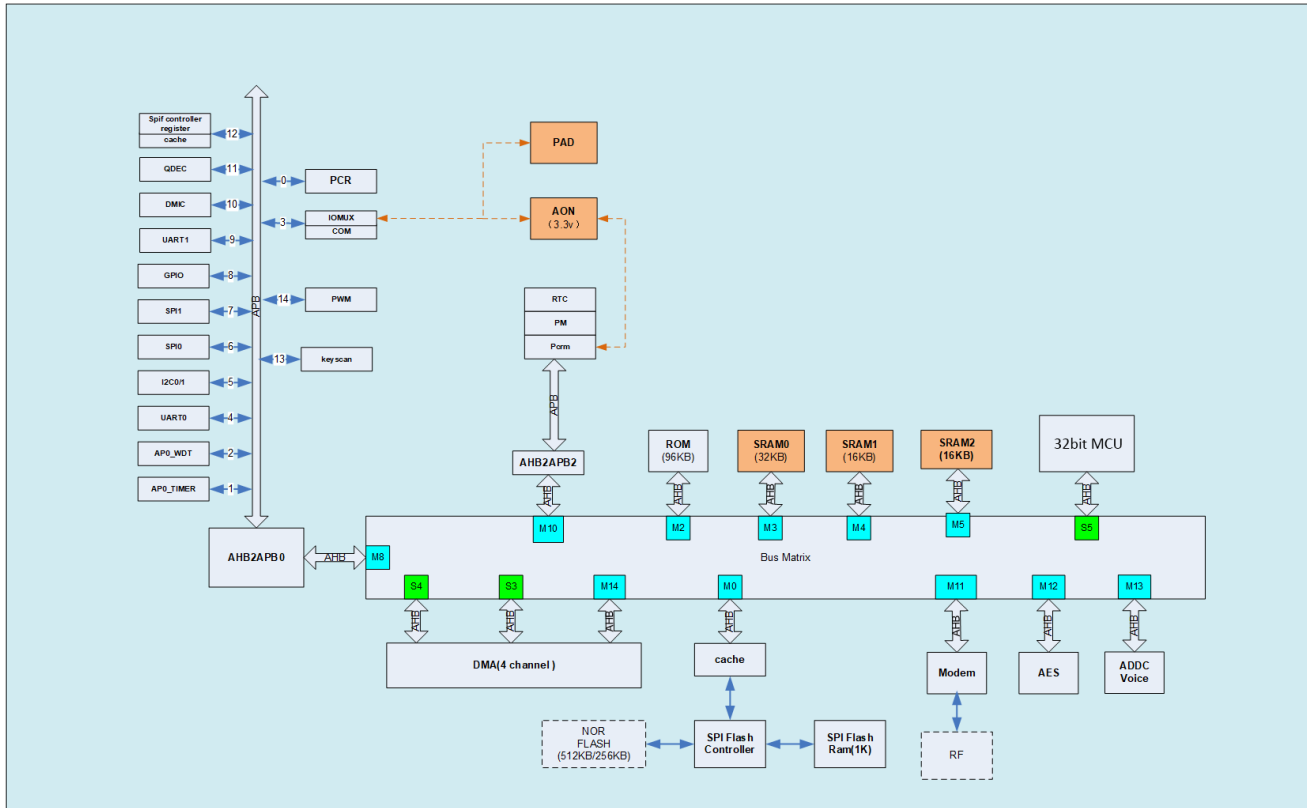 Spif controller
register
cache
12
QDEC
11
DMIC
10
UART1
9
GPIO
8
SPI1
7
SPI0
6
I2C0/1
5
UART0
4
AP0_WDT
2
AP0_TIMER
1
APB
0
PCR
3
IOMUX
COM
14
PWM
13
keyscan
PAD
AON
(3.3v)
RTC
PM
Pcrm
APB
AHB2APB2
AHB
ROM
(96KB)
AHB
SRAM0
(32KB)
AHB
SRAM1
(16KB)
AHB
SRAM2
(16KB)
AHB
32bit MCU
AHB
AHB2APB0
AHB
M8
M10
M2
M3
M4
M5
S5
Bus Matrix
S4
S3
M14
M0
M11
M12
M13
AHB
AHB
AHB
AHB
AHB
AHB
AHB
DMA(4 channel )
cache
Modem
AES
ADDC
Voice
NOR
FLASH
(512KB/256KB)
SPI Flash
Controller
SPI Flash
Ram(1K)
RF